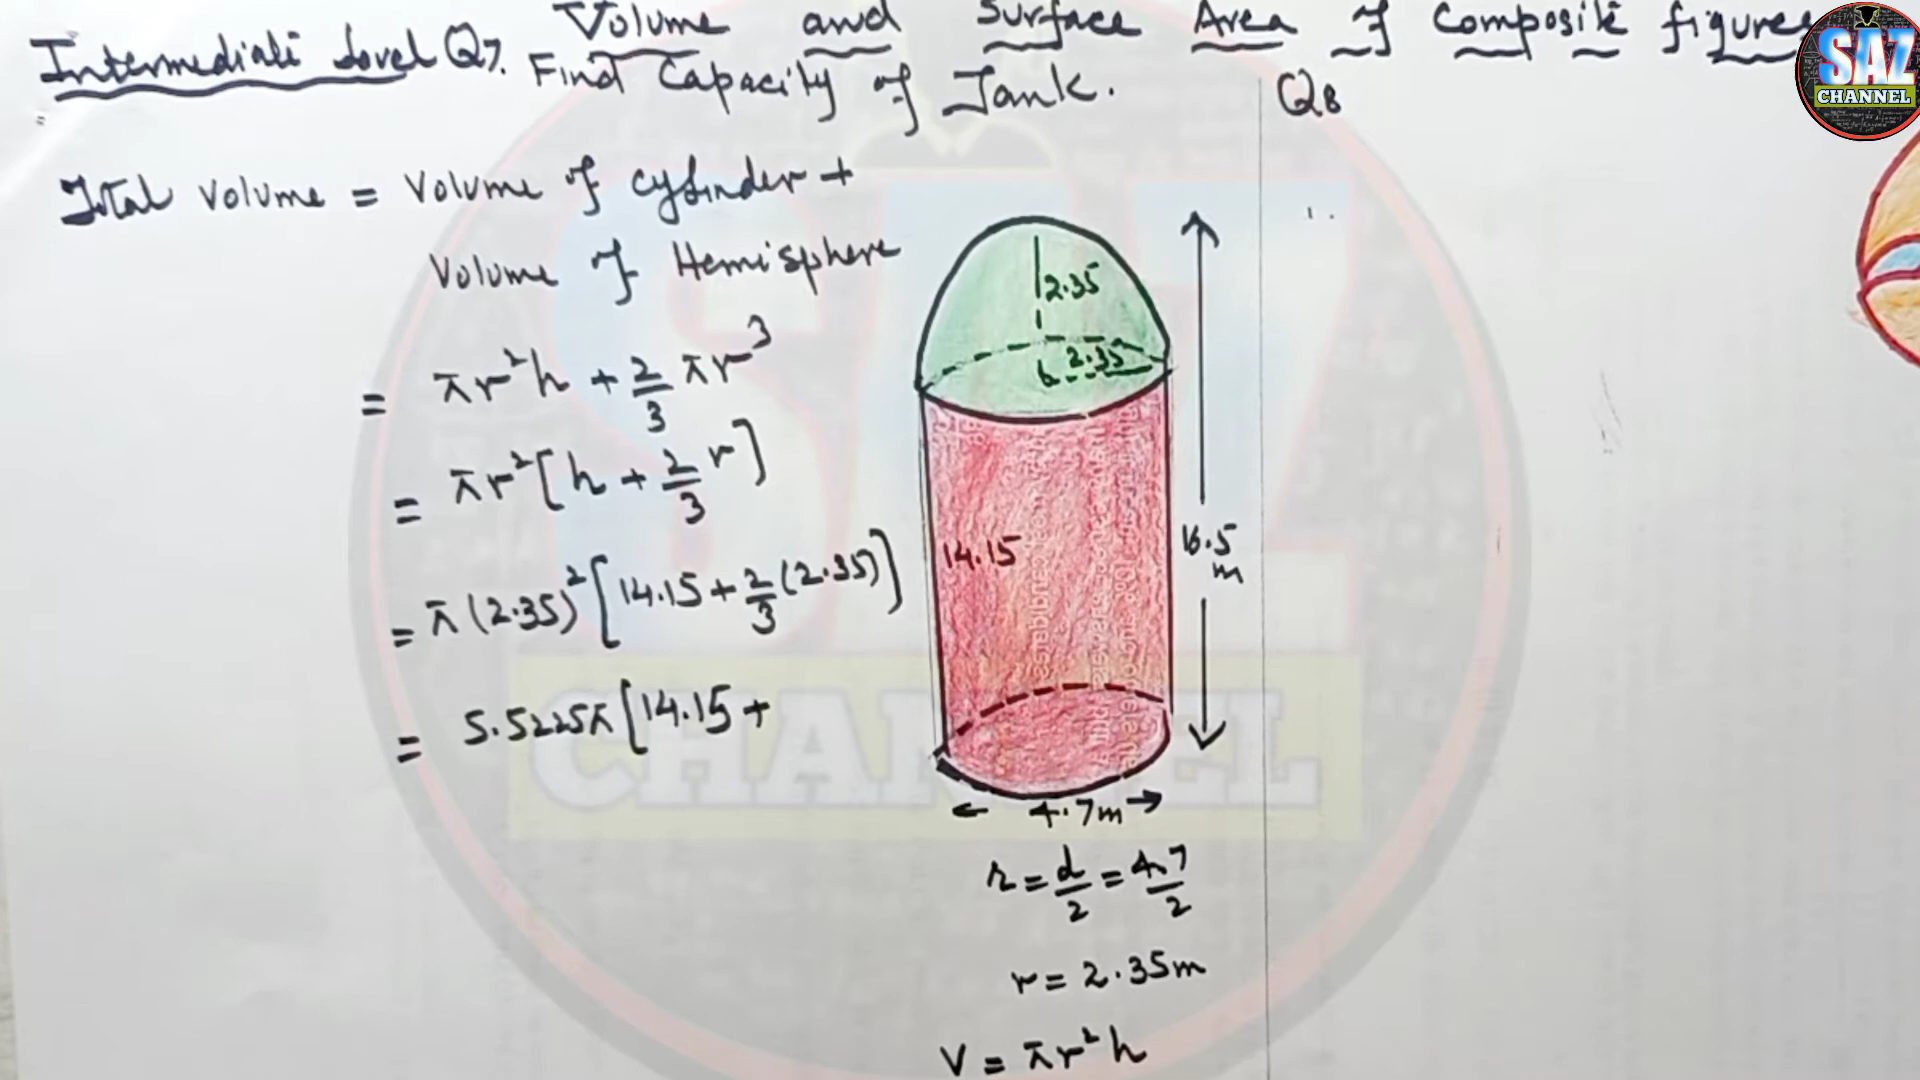 Volume and Surface Area of Composite figures
Intermediate Level Q7. Find Capacity of Tank.
Q8
Total Volume = Volume of cylinder +
Volume of Hemisphere
= πr²h + 2/3 πr³
= πr²[h + 2/3 r]
= π(2.35)²[14.15 + 2/3 (2.35)]
= 5.5225π[14.15 +
2.35
2.35
14.15
16.5
m
4.7m
r = d/2 = 4.7/2
r = 2.35m
V = πr²h
SAZ
CHANNEL
SAZ
CHANNEL